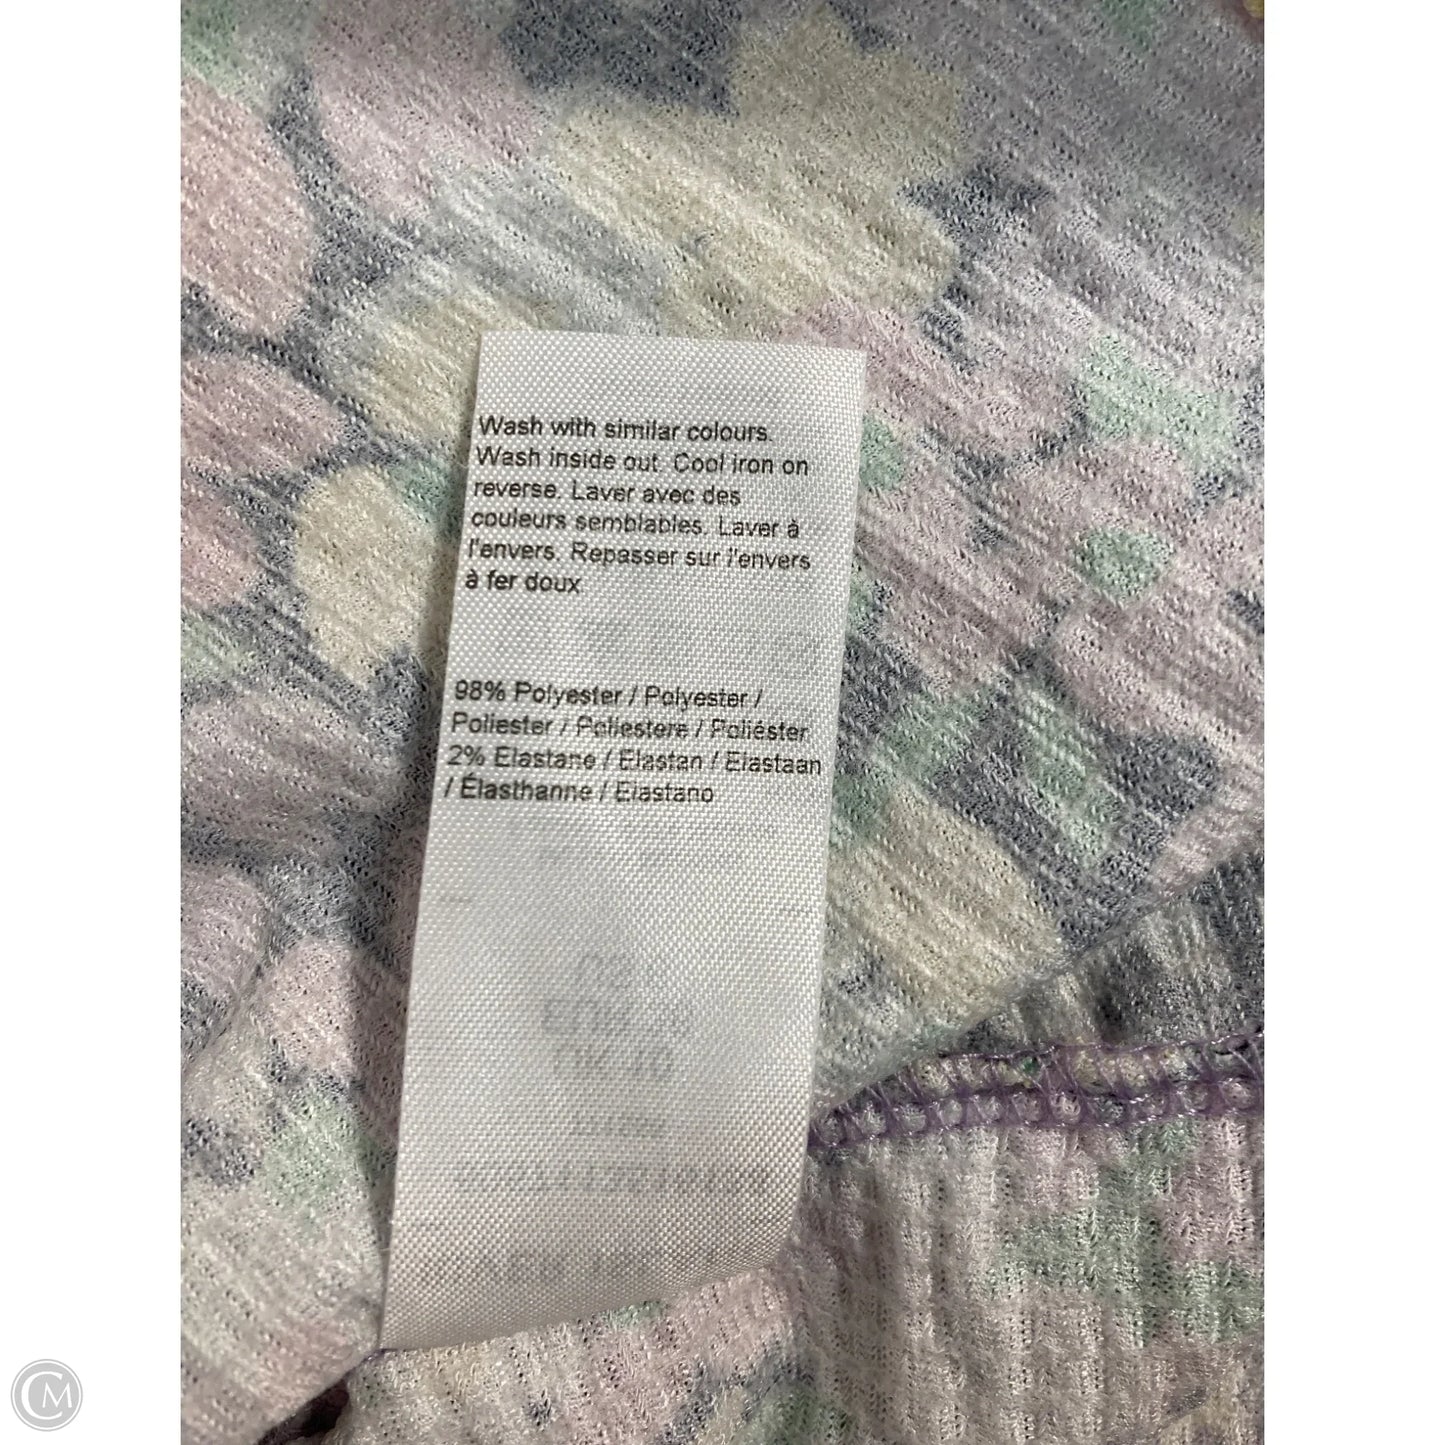 Wash with similar colours.
Wash inside out. Cool iron on
reverse. Laver avec des
couleurs semblables. Laver à
l'envers. Repasser sur l'envers
à fer doux
98% Polyester / Polyester /
Poliester / Poliestere / Poliéster
2% Elastane / Elastan / Elastaan
/ Élasthanne / Elastano
CM